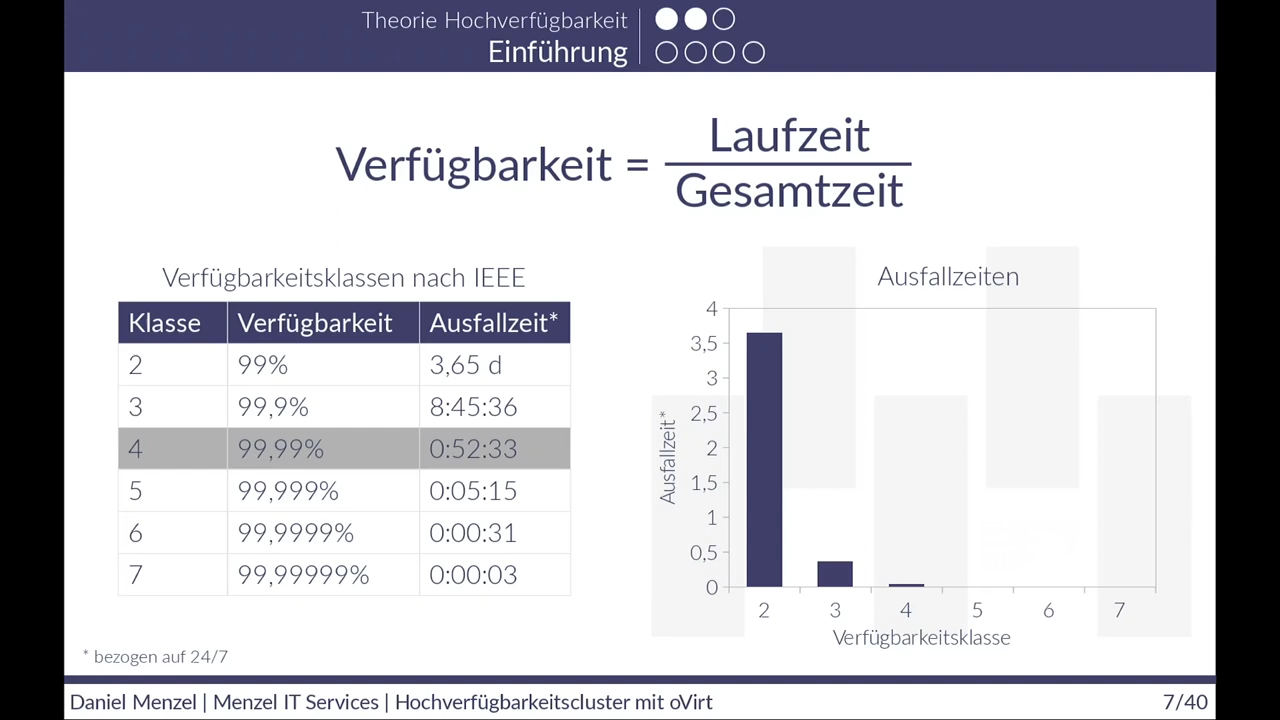 Theorie Hochverfügbarkeit
Einführung
Verfügbarkeit = Laufzeit
Gesamtzeit
Verfügbarkeitsklassen nach IEEE
Klasse Verfügbarkeit Ausfallzeit*
2 99% 3,65 d
3 99,9% 8:45:36
4 99,99% 0:52:33
5 99,999% 0:05:15
6 99,9999% 0:00:31
7 99,99999% 0:00:03
* bezogen auf 24/7
Ausfallzeiten
Ausfallzeit*
4
3,5
3
2,5
2
1,5
1
0,5
0
2 3 4 5 6 7
Verfügbarkeitsklasse
Daniel Menzel | Menzel IT Services | Hochverfügbarkeitscluster mit oVirt 7/40